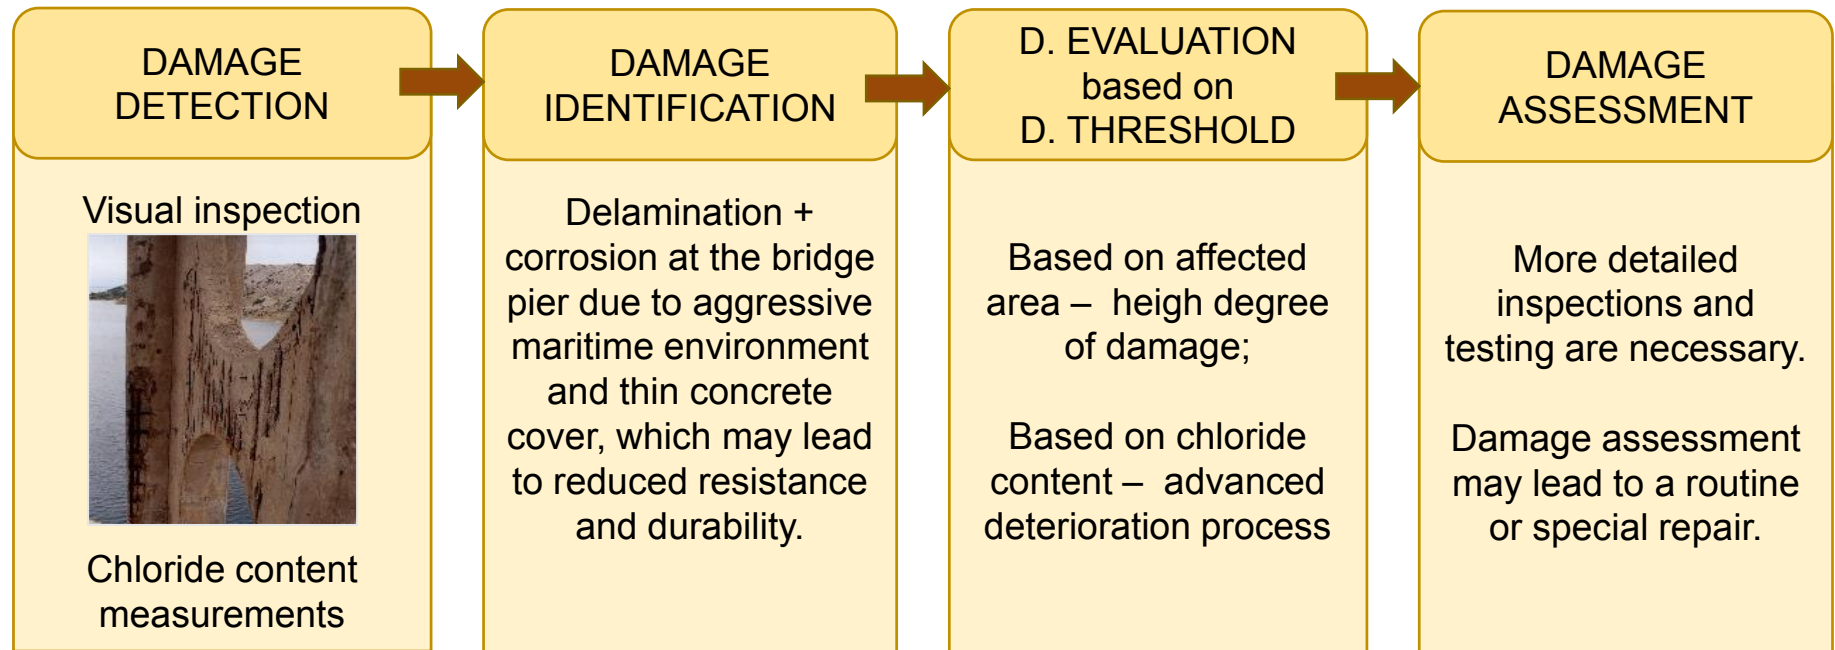 DAMAGE
DETECTION
Visual inspection
Chloride content
measurements
DAMAGE
IDENTIFICATION
Delamination +
corrosion at the bridge
pier due to aggressive
maritime environment
and thin concrete
cover, which may lead
to reduced resistance
and durability.
D. EVALUATION
based on
D. THRESHOLD
Based on affected
area – heigh degree
of damage;
Based on chloride
content – advanced
deterioration process
DAMAGE
ASSESSMENT
More detailed
inspections and
testing are necessary.
Damage assessment
may lead to a routine
or special repair.